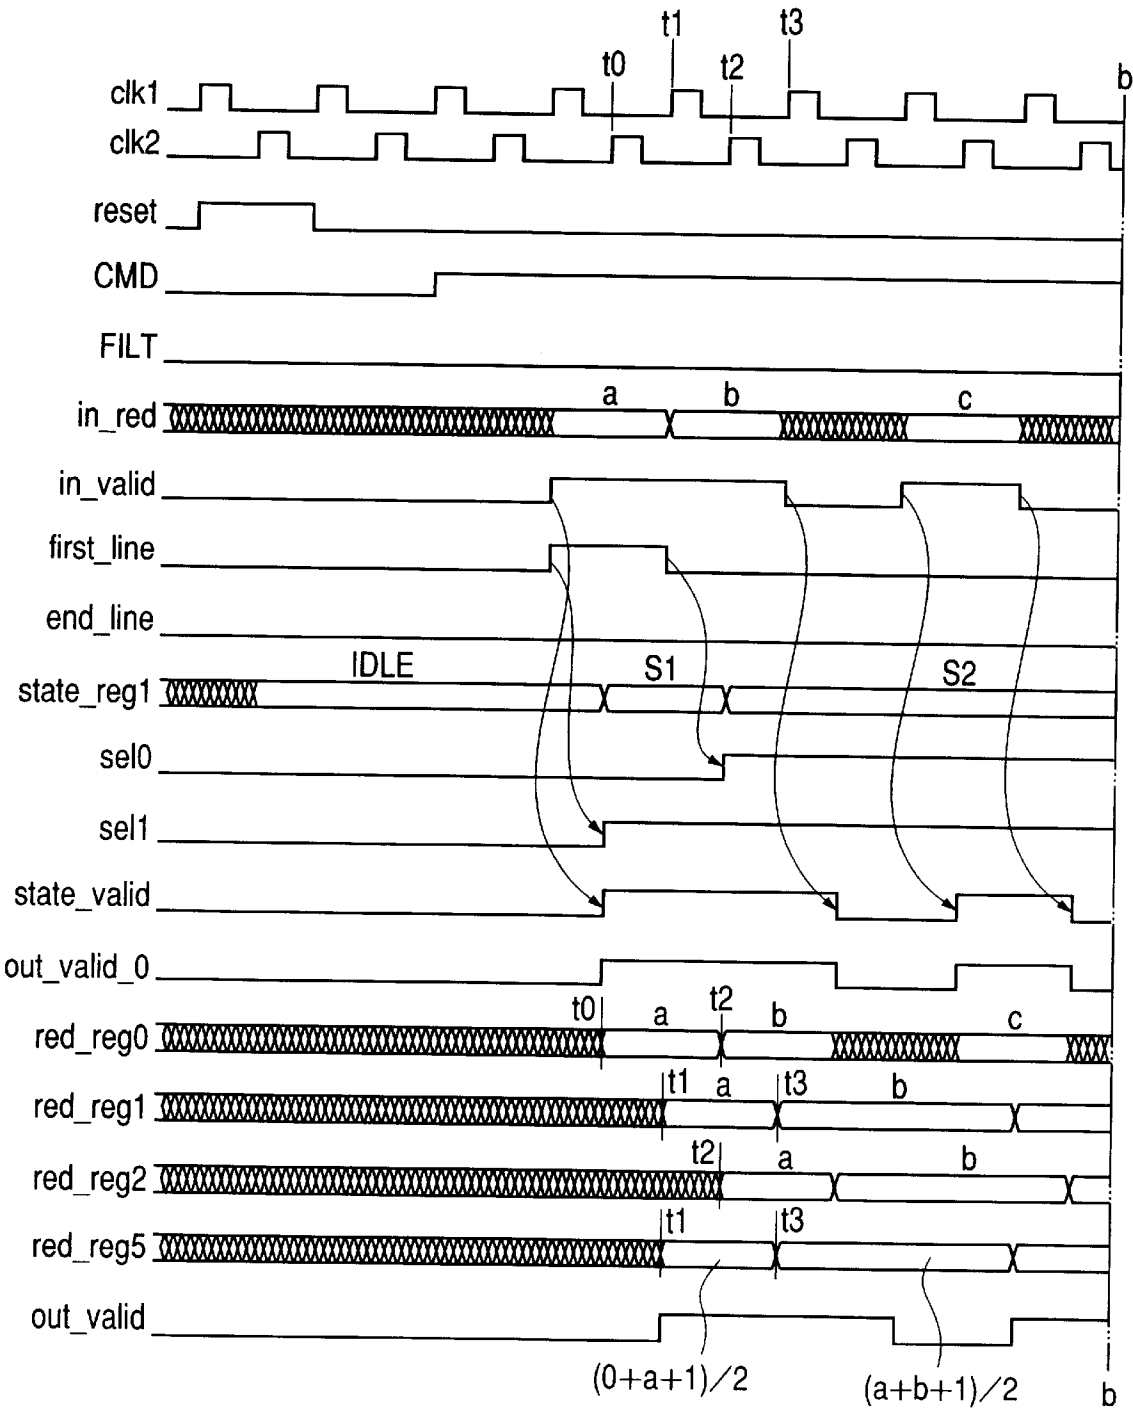 t1 t3
t0 t2 b
clk1
clk2
reset
CMD
FILT
a b c
in_red
in_valid
first_line
end_line
IDLE S1 S2
state_reg1
sel0
sel1
state_valid
out_valid_0
t0 a t2 b c
red_reg0
t1 a t3 b
red_reg1
t2 a b
red_reg2
t1 t3
red_reg5
out_valid
(0+a+1)/2 (a+b+1)/2 b